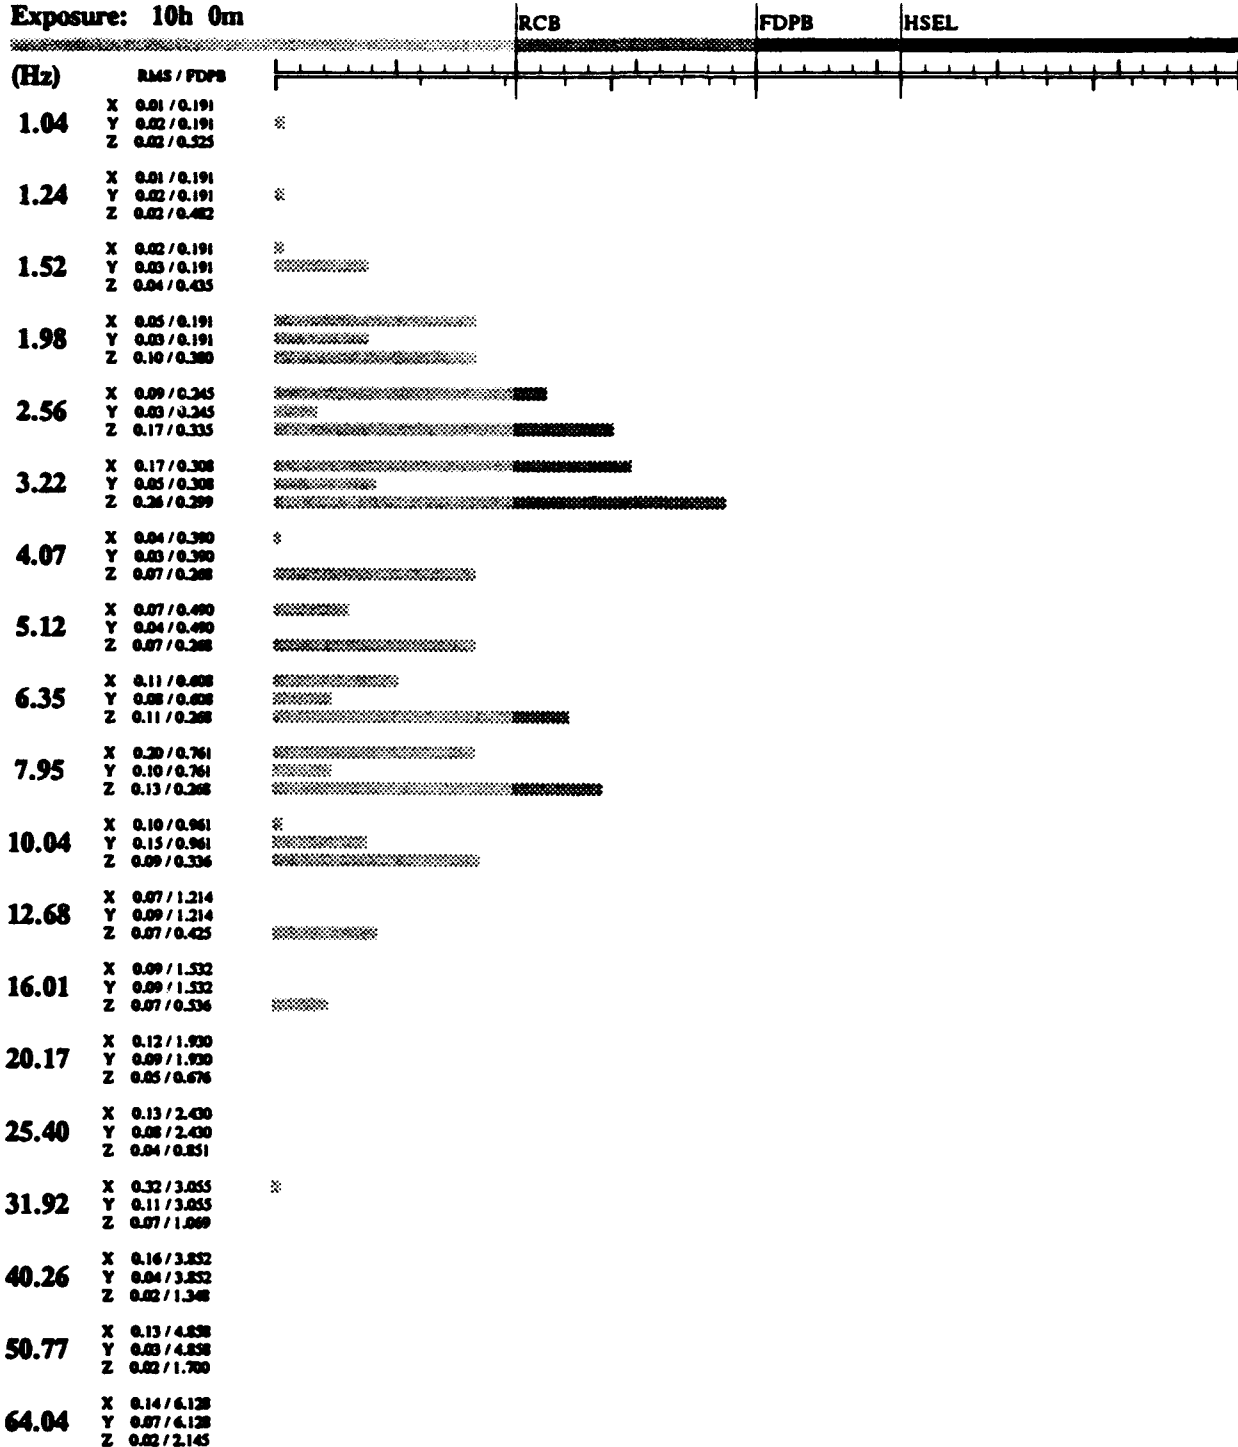 Exposure: 10h 0m
RCB FDPB HSEL
(Hz) RMS / FDPB
X 0.01 / 0.191
1.04 Y 0.02 / 0.191
Z 0.02 / 0.525
X 0.01 / 0.191
1.24 Y 0.02 / 0.191
Z 0.02 / 0.482
X 0.02 / 0.191
1.52 Y 0.03 / 0.191
Z 0.04 / 0.435
X 0.05 / 0.191
1.98 Y 0.03 / 0.191
Z 0.10 / 0.380
X 0.09 / 0.245
2.56 Y 0.03 / 0.245
Z 0.17 / 0.335
X 0.17 / 0.308
3.22 Y 0.05 / 0.308
Z 0.26 / 0.299
X 0.04 / 0.390
4.07 Y 0.03 / 0.390
Z 0.07 / 0.268
X 0.07 / 0.490
5.12 Y 0.04 / 0.490
Z 0.07 / 0.268
X 0.11 / 0.608
6.35 Y 0.08 / 0.608
Z 0.11 / 0.268
X 0.20 / 0.761
7.95 Y 0.10 / 0.761
Z 0.13 / 0.268
X 0.10 / 0.961
10.04 Y 0.15 / 0.961
Z 0.09 / 0.336
X 0.07 / 1.214
12.68 Y 0.09 / 1.214
Z 0.07 / 0.425
X 0.09 / 1.532
16.01 Y 0.09 / 1.532
Z 0.07 / 0.536
X 0.12 / 1.930
20.17 Y 0.09 / 1.930
Z 0.05 / 0.676
X 0.13 / 2.430
25.40 Y 0.08 / 2.430
Z 0.04 / 0.851
X 0.32 / 3.055
31.92 Y 0.11 / 3.055
Z 0.07 / 1.069
X 0.16 / 3.852
40.26 Y 0.04 / 3.852
Z 0.02 / 1.348
X 0.13 / 4.858
50.77 Y 0.03 / 4.858
Z 0.02 / 1.700
X 0.14 / 6.128
64.04 Y 0.07 / 6.128
Z 0.02 / 2.145